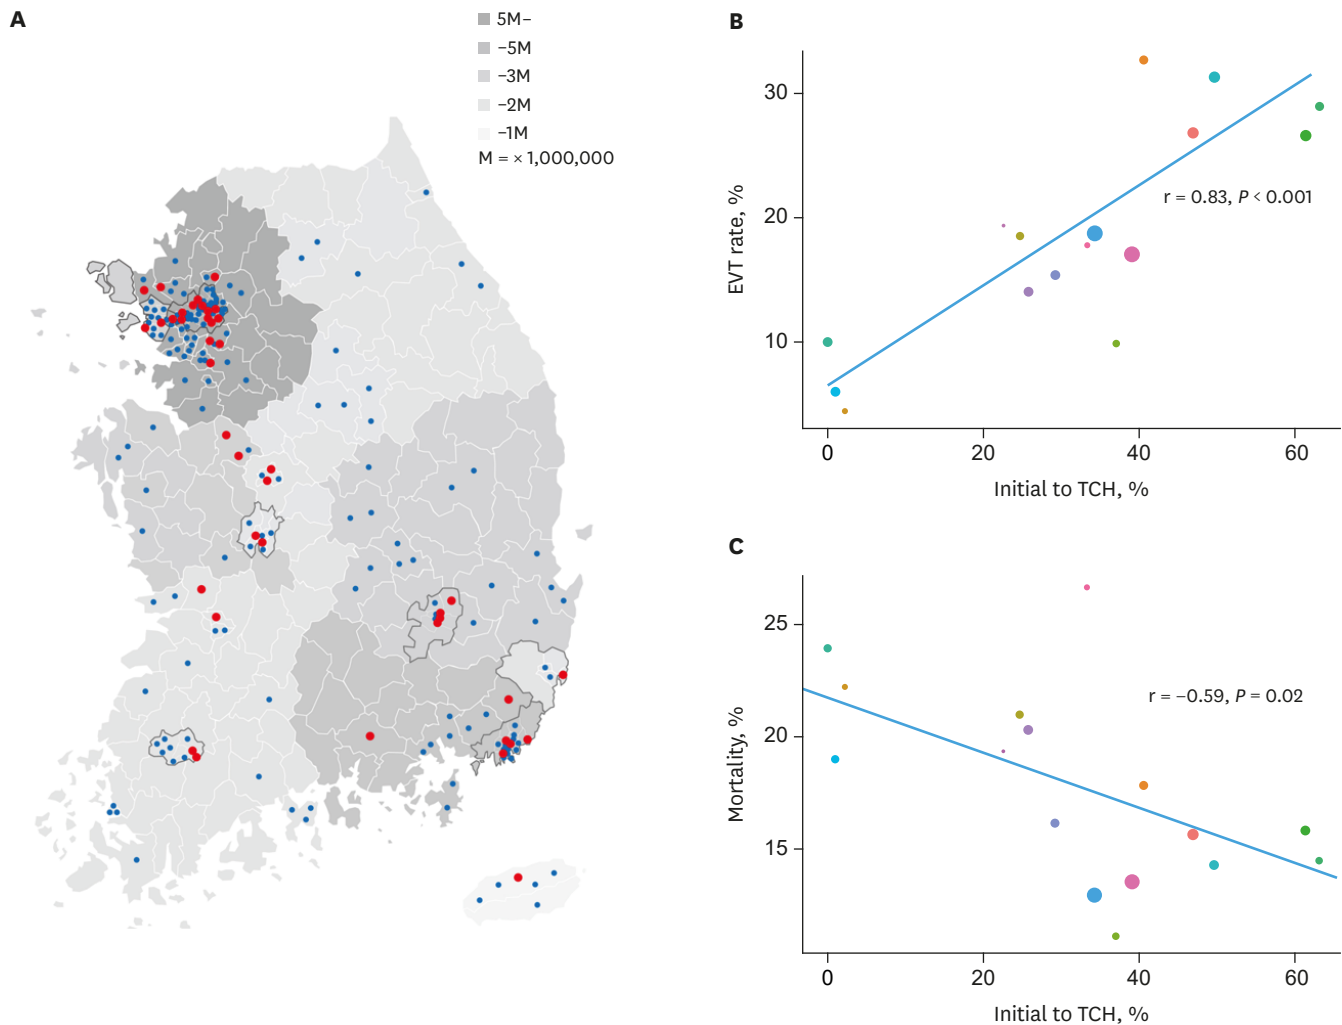 A
5M–
–5M
–3M
–2M
–1M
M = × 1,000,000
B
EVT rate, %
30
20
10
r = 0.83, P < 0.001
0 20 40 60
Initial to TCH, %
C
Mortality, %
25
20
15
r = −0.59, P = 0.02
0 20 40 60
Initial to TCH, %